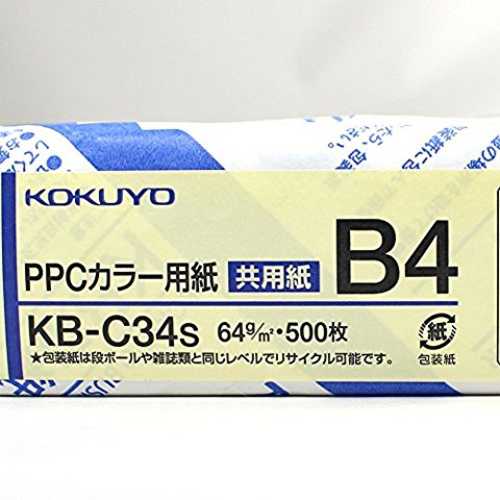 KOKUYO
PPCカラー用紙 共用紙 B4
KB-C34s 64g/m²・500枚
紙
包装紙
★包装紙は段ボールや雑誌類と同じレベルでリサイクル可能です。